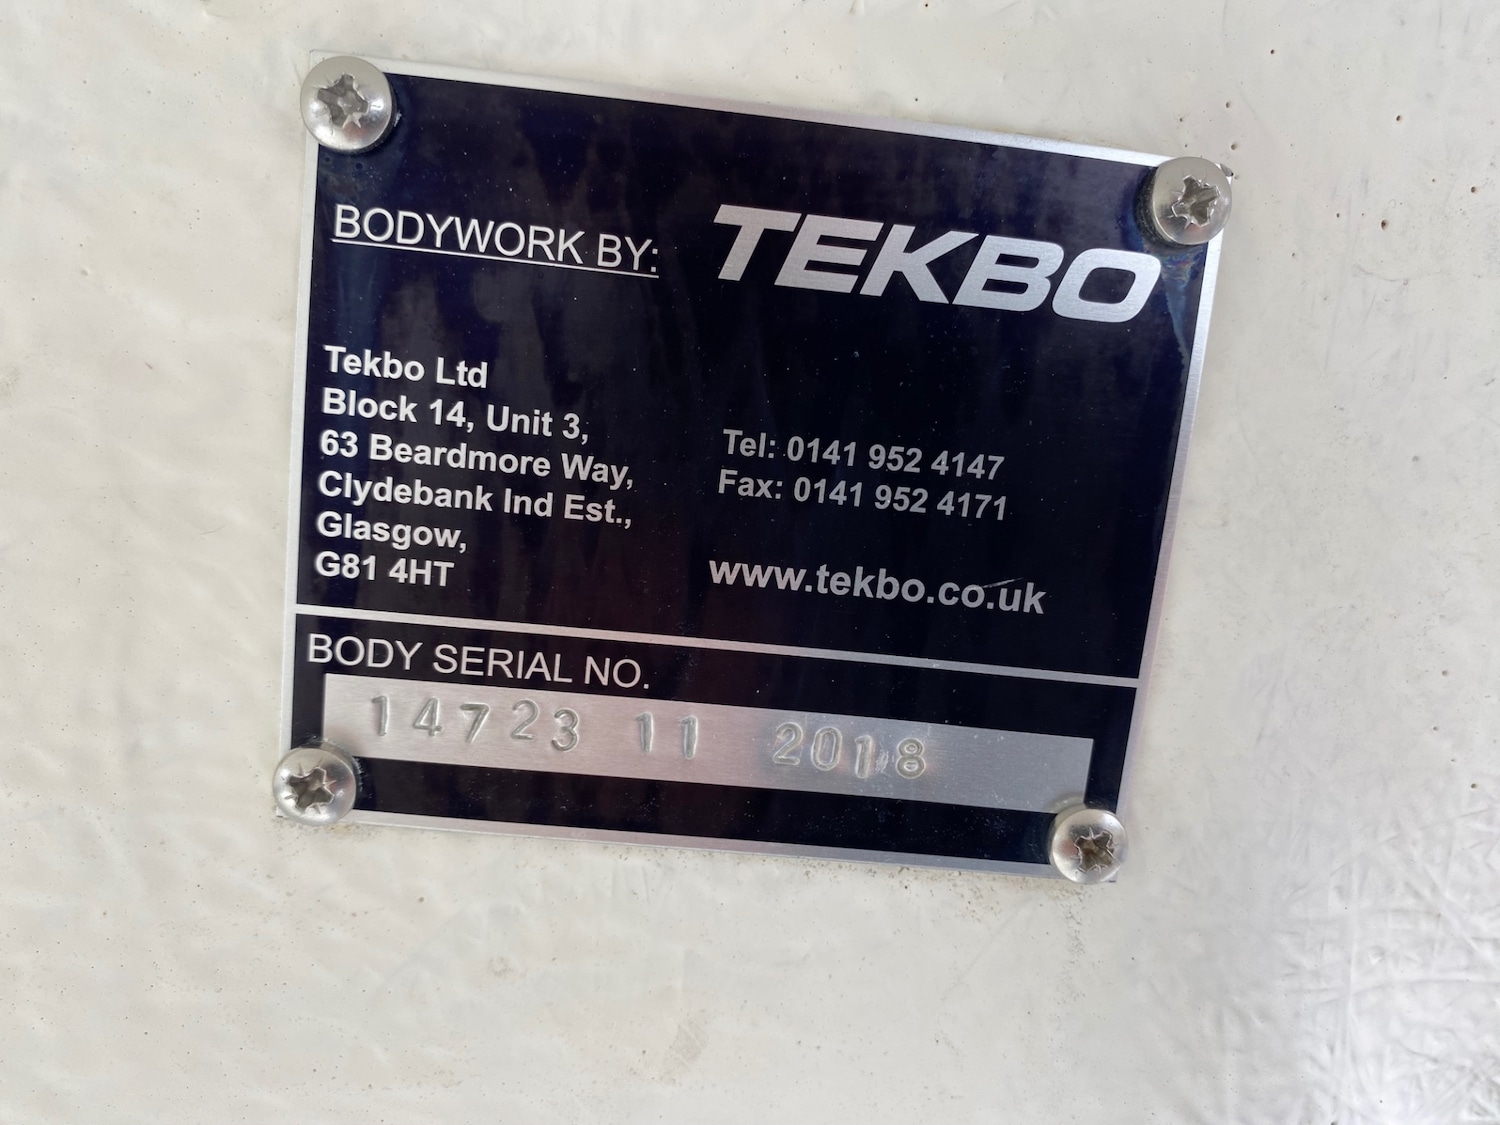 BODYWORK BY: TEKBO
Tekbo Ltd
Block 14, Unit 3,
63 Beardmore Way,
Clydebank Ind Est.,
Glasgow,
G81 4HT
Tel: 0141 952 4147
Fax: 0141 952 4171
www.tekbo.co.uk
BODY SERIAL NO.
14723 11 2018